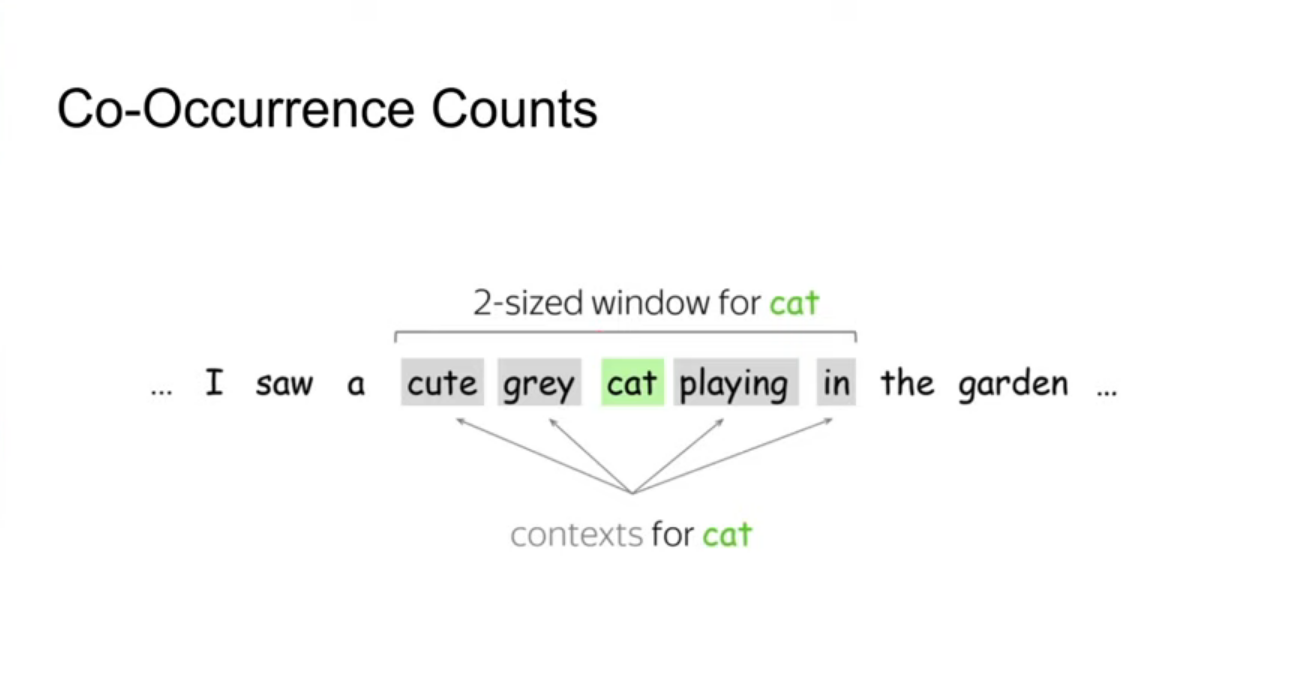 Co-Occurrence Counts
2-sized window for cat
... I saw a cute grey cat playing in the garden ...
contexts for cat